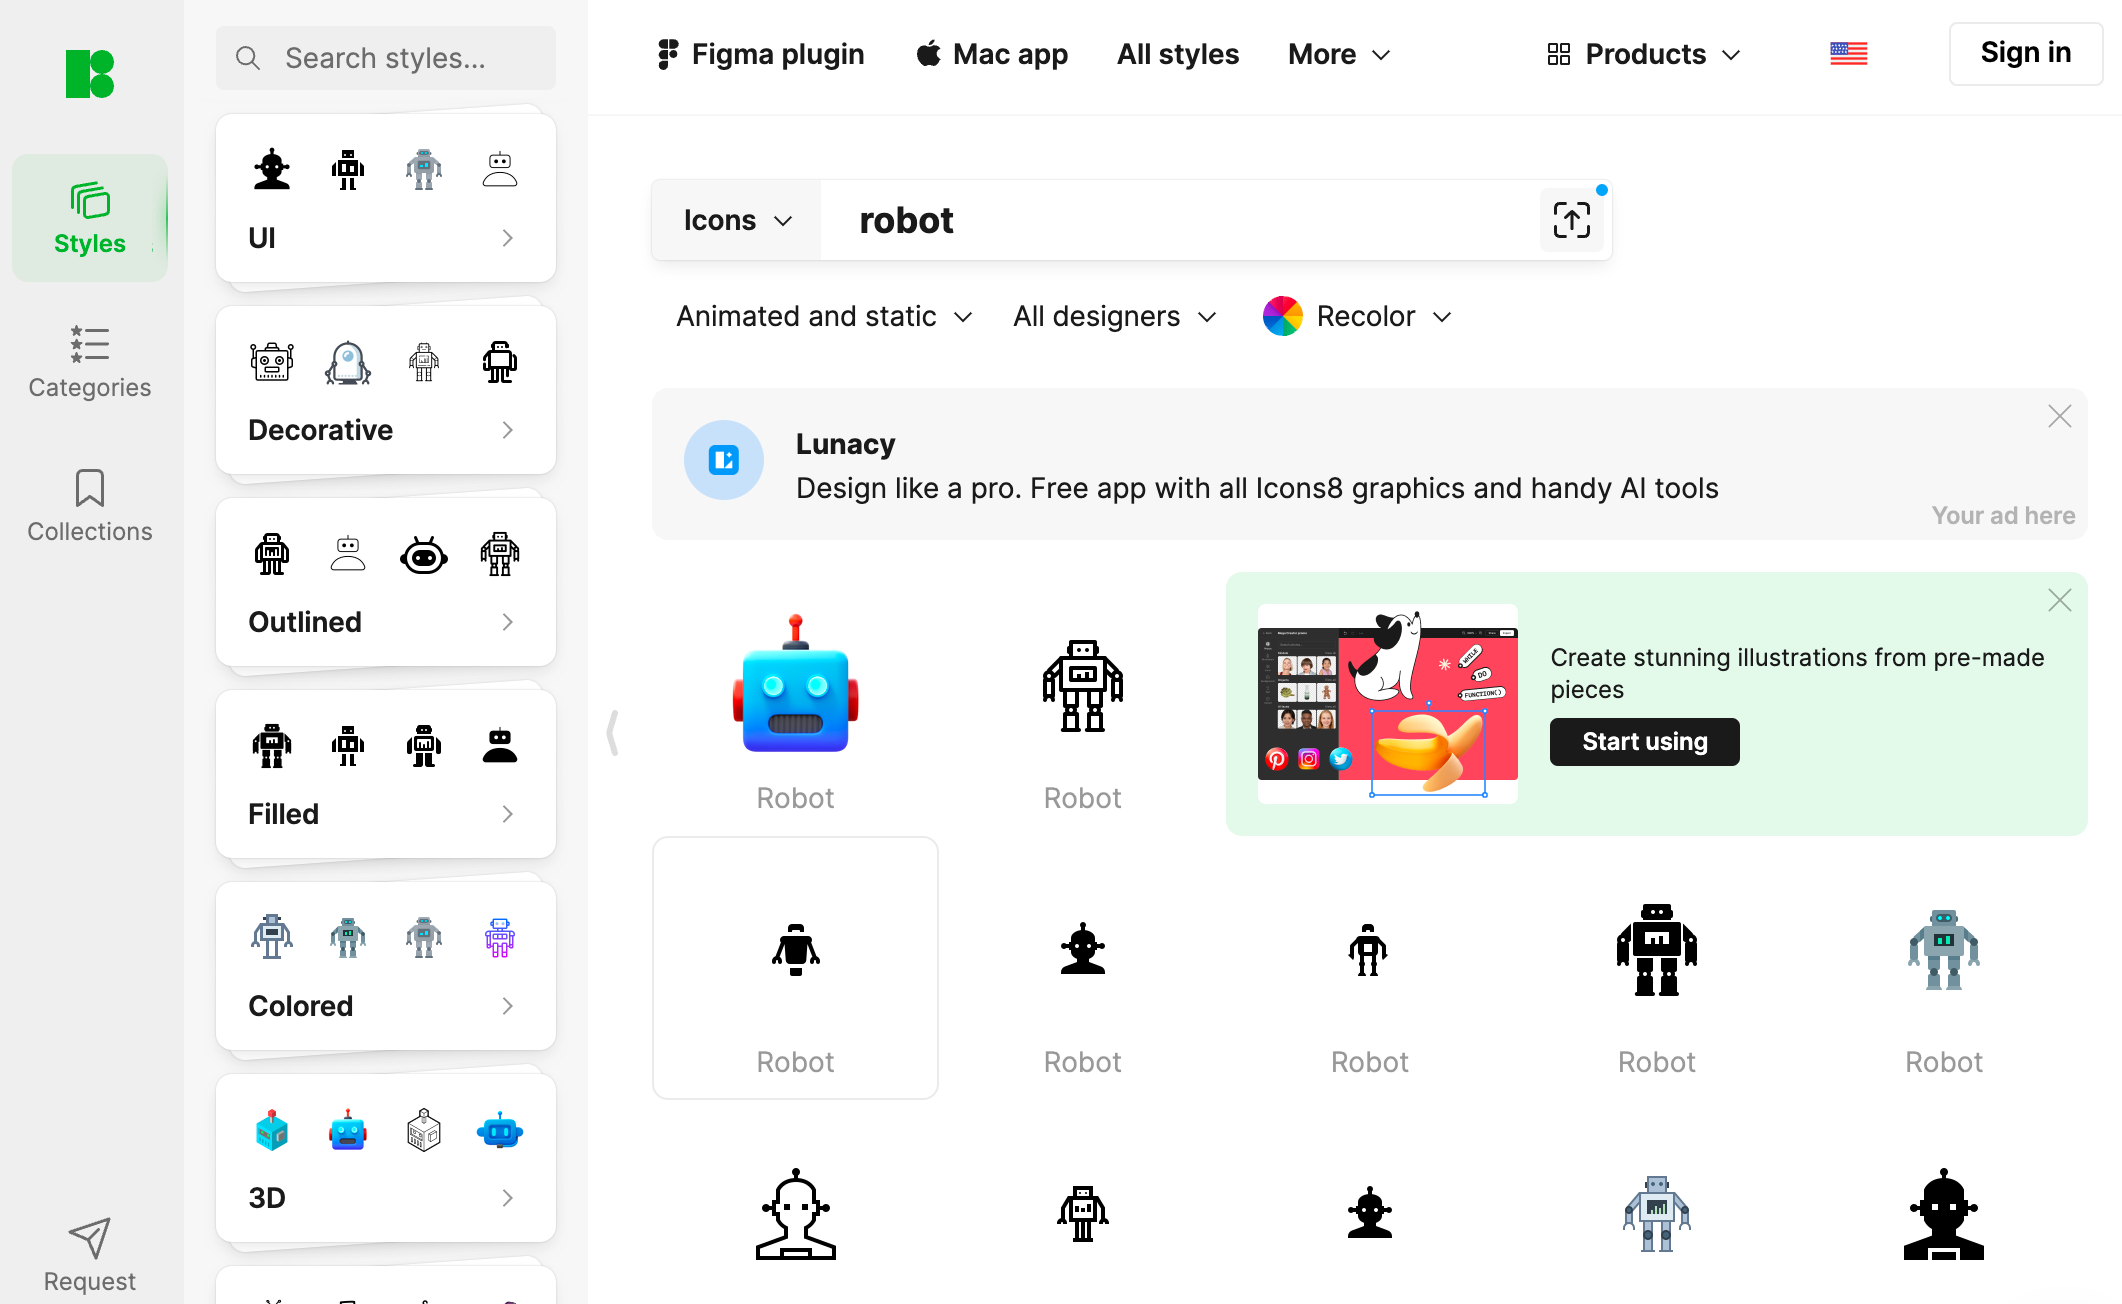 Search styles...
Figma plugin
Mac app
All styles
More
Products
Sign in
Styles
Categories
Collections
Request
UI
Decorative
Outlined
Filled
Colored
3D
Icons
robot
Animated and static
All designers
Recolor
Lunacy
Design like a pro. Free app with all Icons8 graphics and handy AI tools
Your ad here
WHILE
DO
FUNCTION()
Create stunning illustrations from pre-made
pieces
Start using
Robot
Robot
Robot
Robot
Robot
Robot
Robot